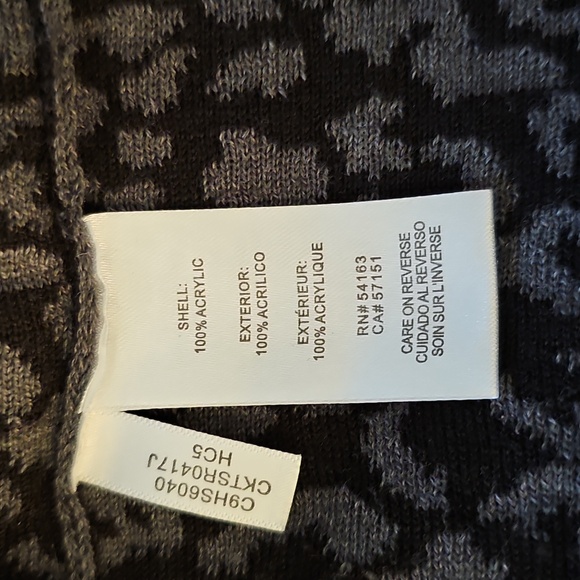 SHELL:
100% ACRYLIC
EXTERIOR:
100% ACRILICO
EXTÉRIEUR:
100% ACRYLIQUE
RN# 54163
CA# 57151
CARE ON REVERSE
CUIDADO AL REVERSO
SOIN SUR L'INVERSE
C9HS6040
CKTSR0417J
HC5